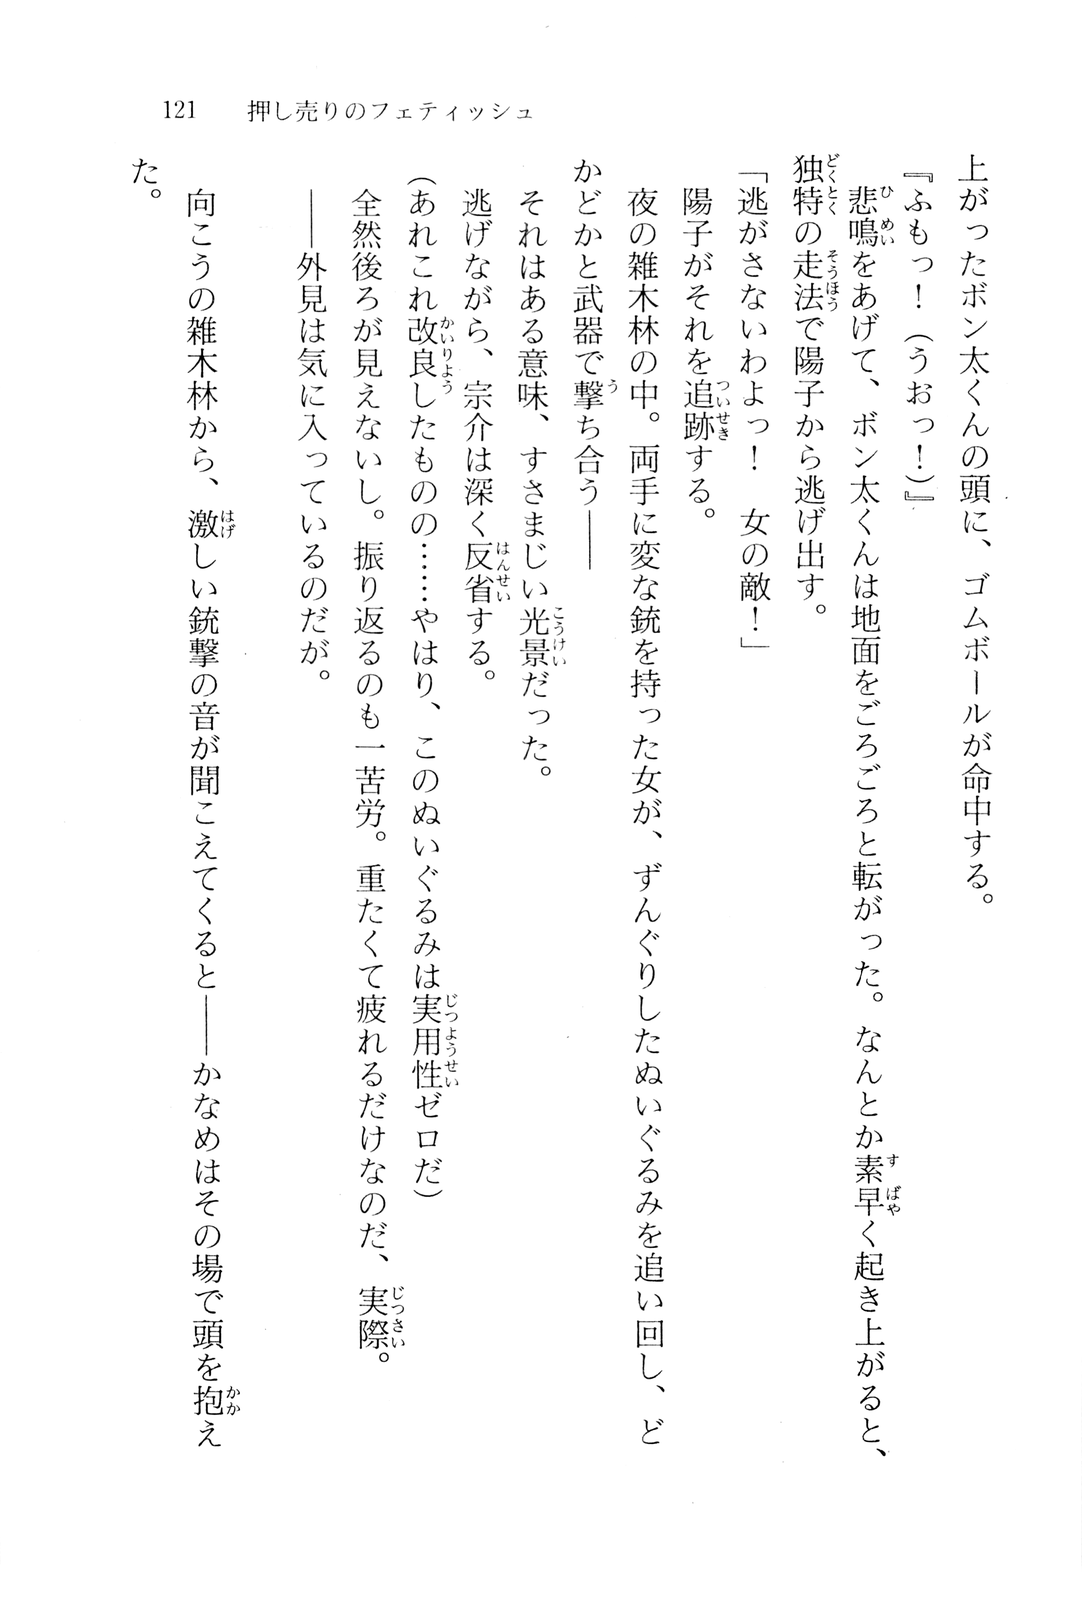 121　押し売りのフェティッシュ
上がったボン太くんの頭に、ゴムボールが命中する。
『ふもっ！（うおっ！）』
悲鳴をあげて、ボン太くんは地面をごろごろと転がった。なんとか素早く起き上がると、
独特の走法で陽子から逃げ出す。
「逃がさないわよっ！　女の敵！」
陽子がそれを追跡する。
夜の雑木林の中。両手に変な銃を持った女が、ずんぐりしたぬいぐるみを追い回し、ど
かどかと武器で撃ち合う――
それはある意味、すさまじい光景だった。
逃げながら、宗介は深く反省する。
（あれこれ改良したものの……やはり、このぬいぐるみは実用性ゼロだ）
全然後ろが見えないし。振り返るのも一苦労。重たくて疲れるだけなのだ、実際。
――外見は気に入っているのだが。
向こうの雑木林から、激しい銃撃の音が聞こえてくると――かなめはその場で頭を抱え
た。